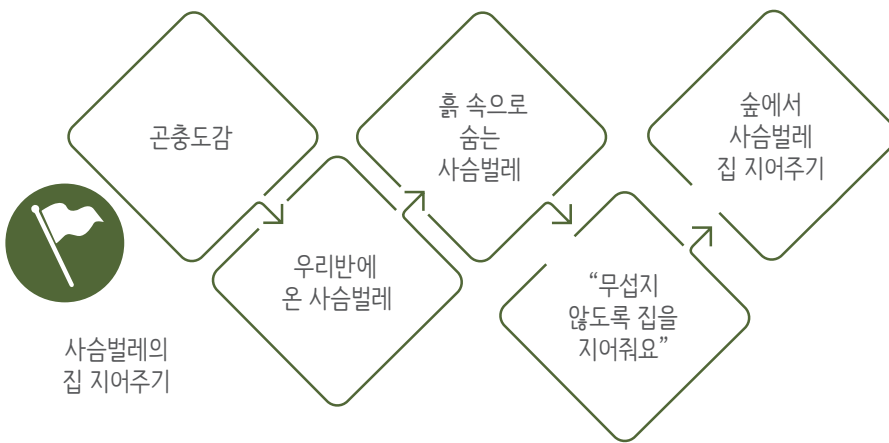 곤충도감
우리반에
온 사슴벌레
흙 속으로
숨는
사슴벌레
“무섭지
않도록 집을
지어줘요”
숲에서
사슴벌레
집 지어주기
사슴벌레의
집 지어주기